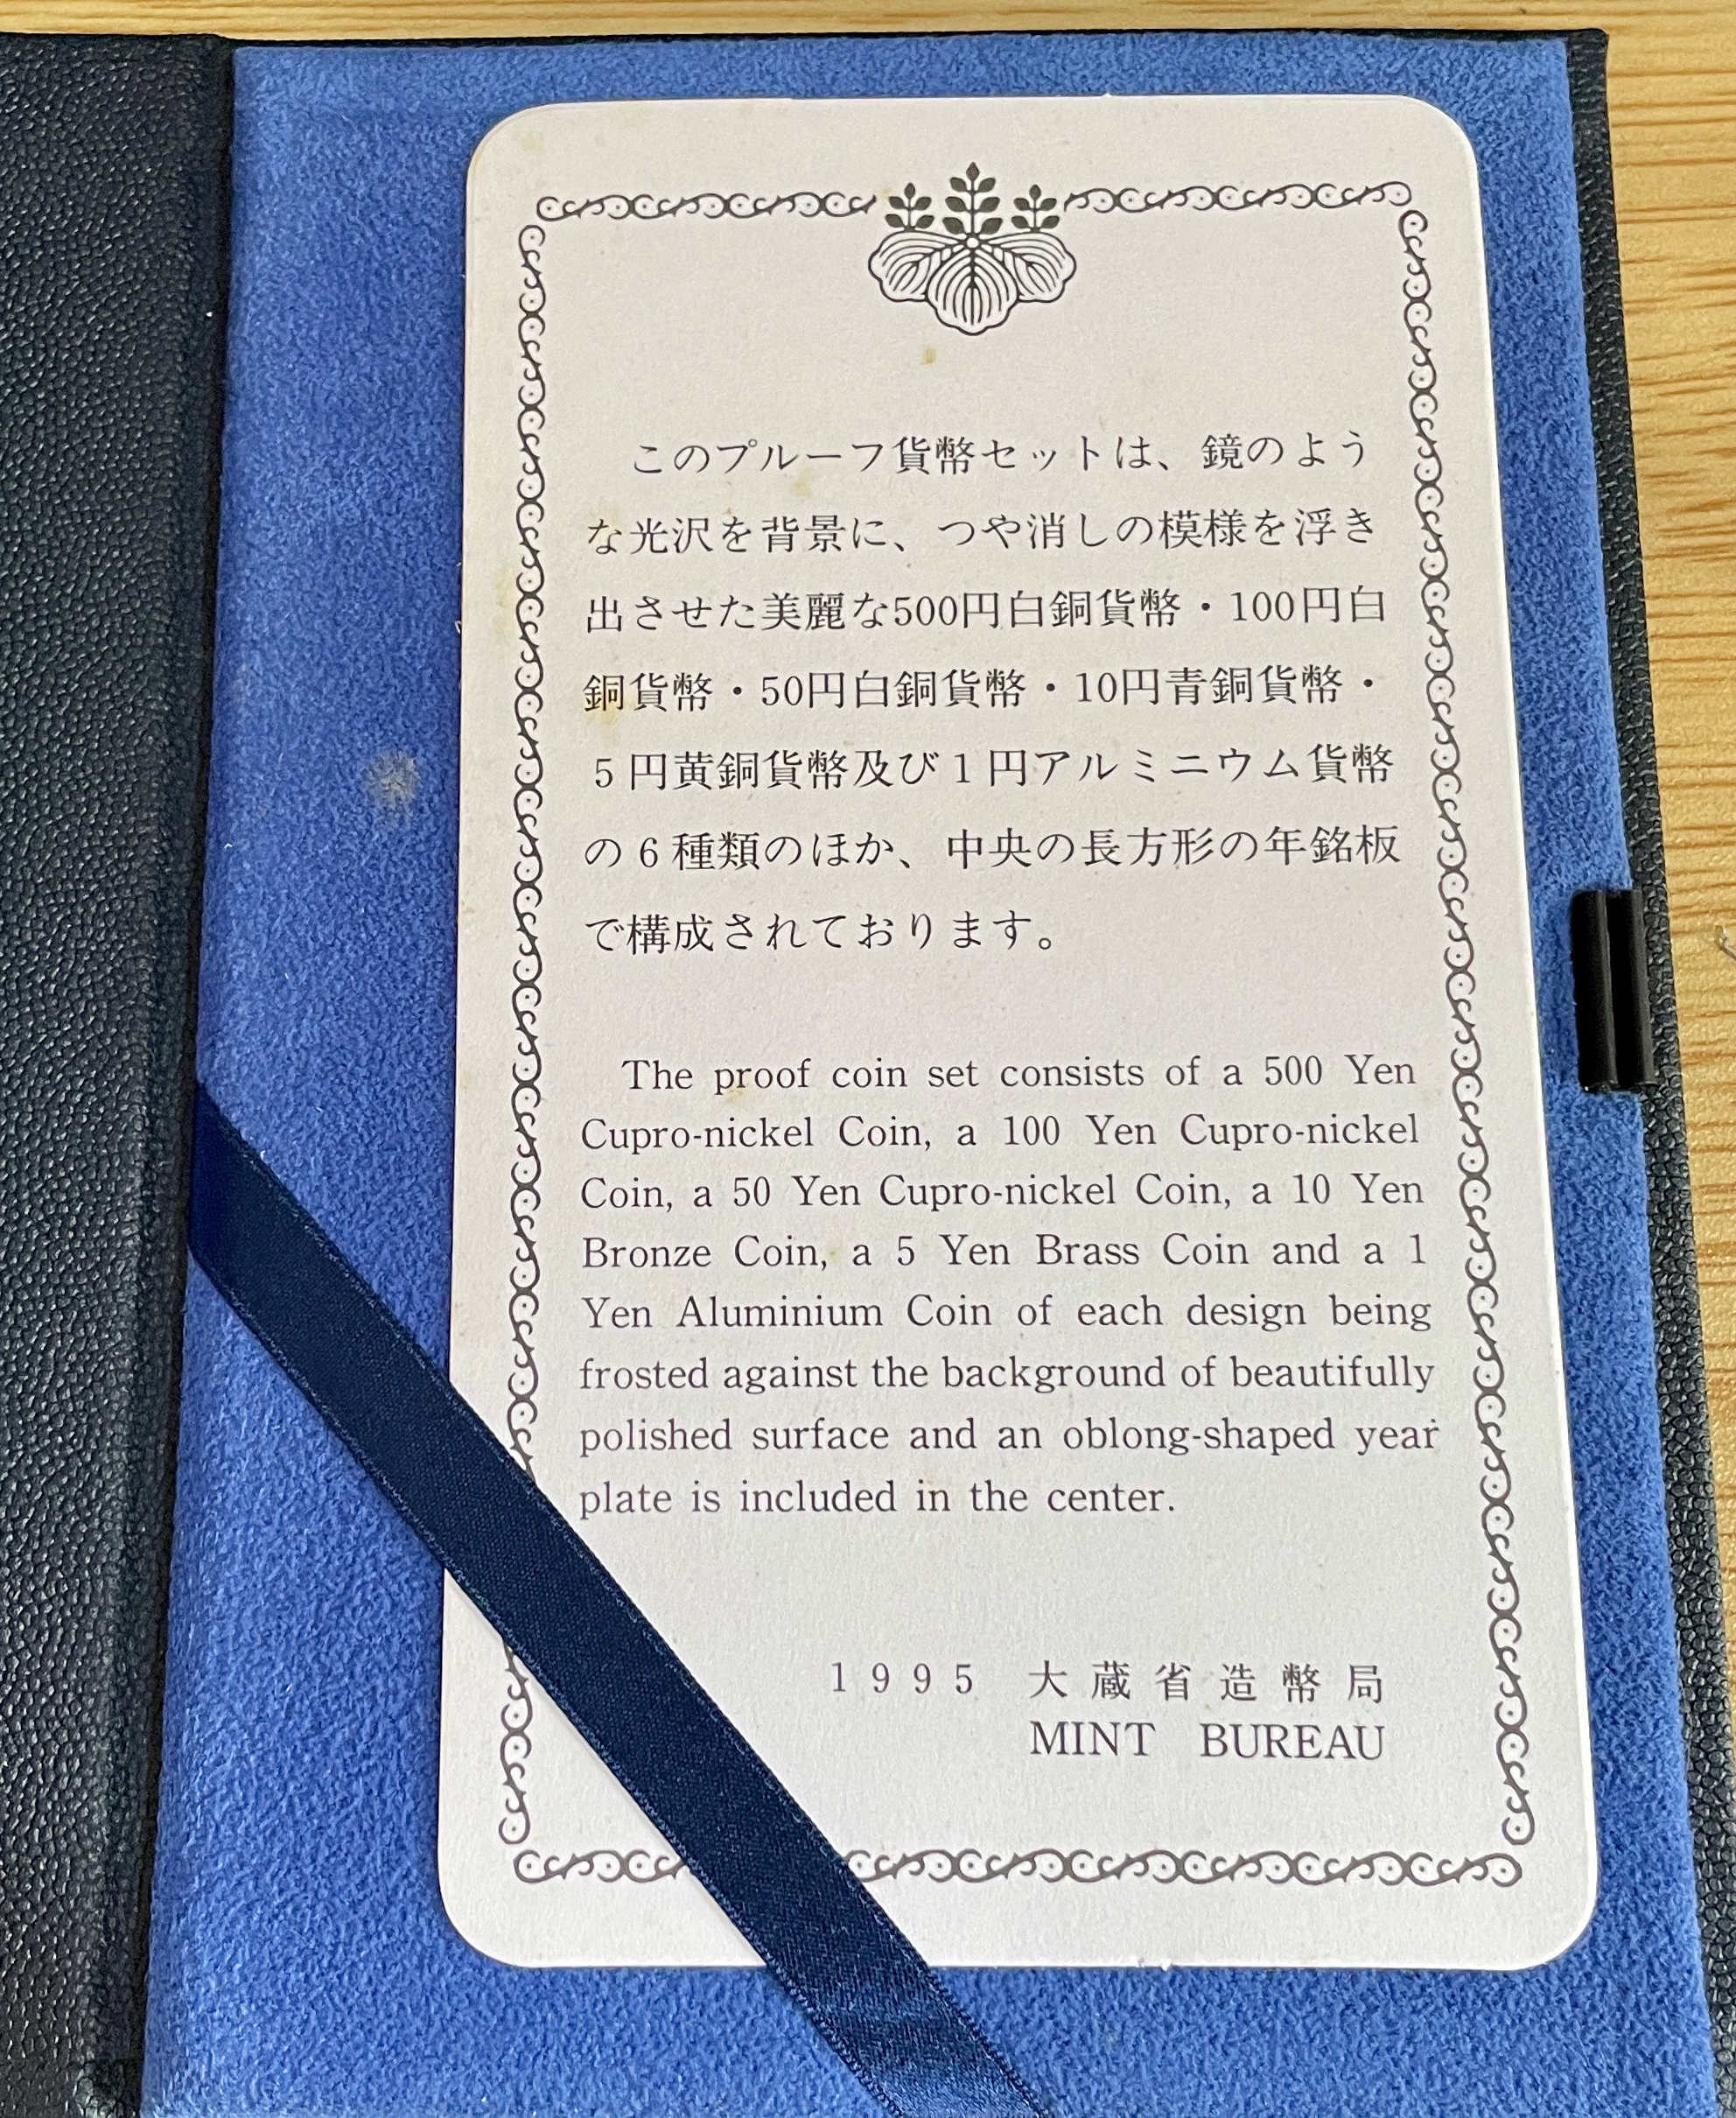 このプルーフ貨幣セットは、鏡のよう
な光沢を背景に、つや消しの模様を浮き
出させた美麗な500円白銅貨幣・100円白
銅貨幣・50円白銅貨幣・10円青銅貨幣・
5円黄銅貨幣及び1円アルミニウム貨幣
の6種類のほか、中央の長方形の年銘板
で構成されております。
The proof coin set consists of a 500 Yen
Cupro-nickel Coin, a 100 Yen Cupro-nickel
Coin, a 50 Yen Cupro-nickel Coin, a 10 Yen
Bronze Coin, a 5 Yen Brass Coin and a 1
Yen Aluminium Coin of each design being
frosted against the background of beautifully
polished surface and an oblong-shaped year
plate is included in the center.
1995 大蔵省造幣局
MINT BUREAU